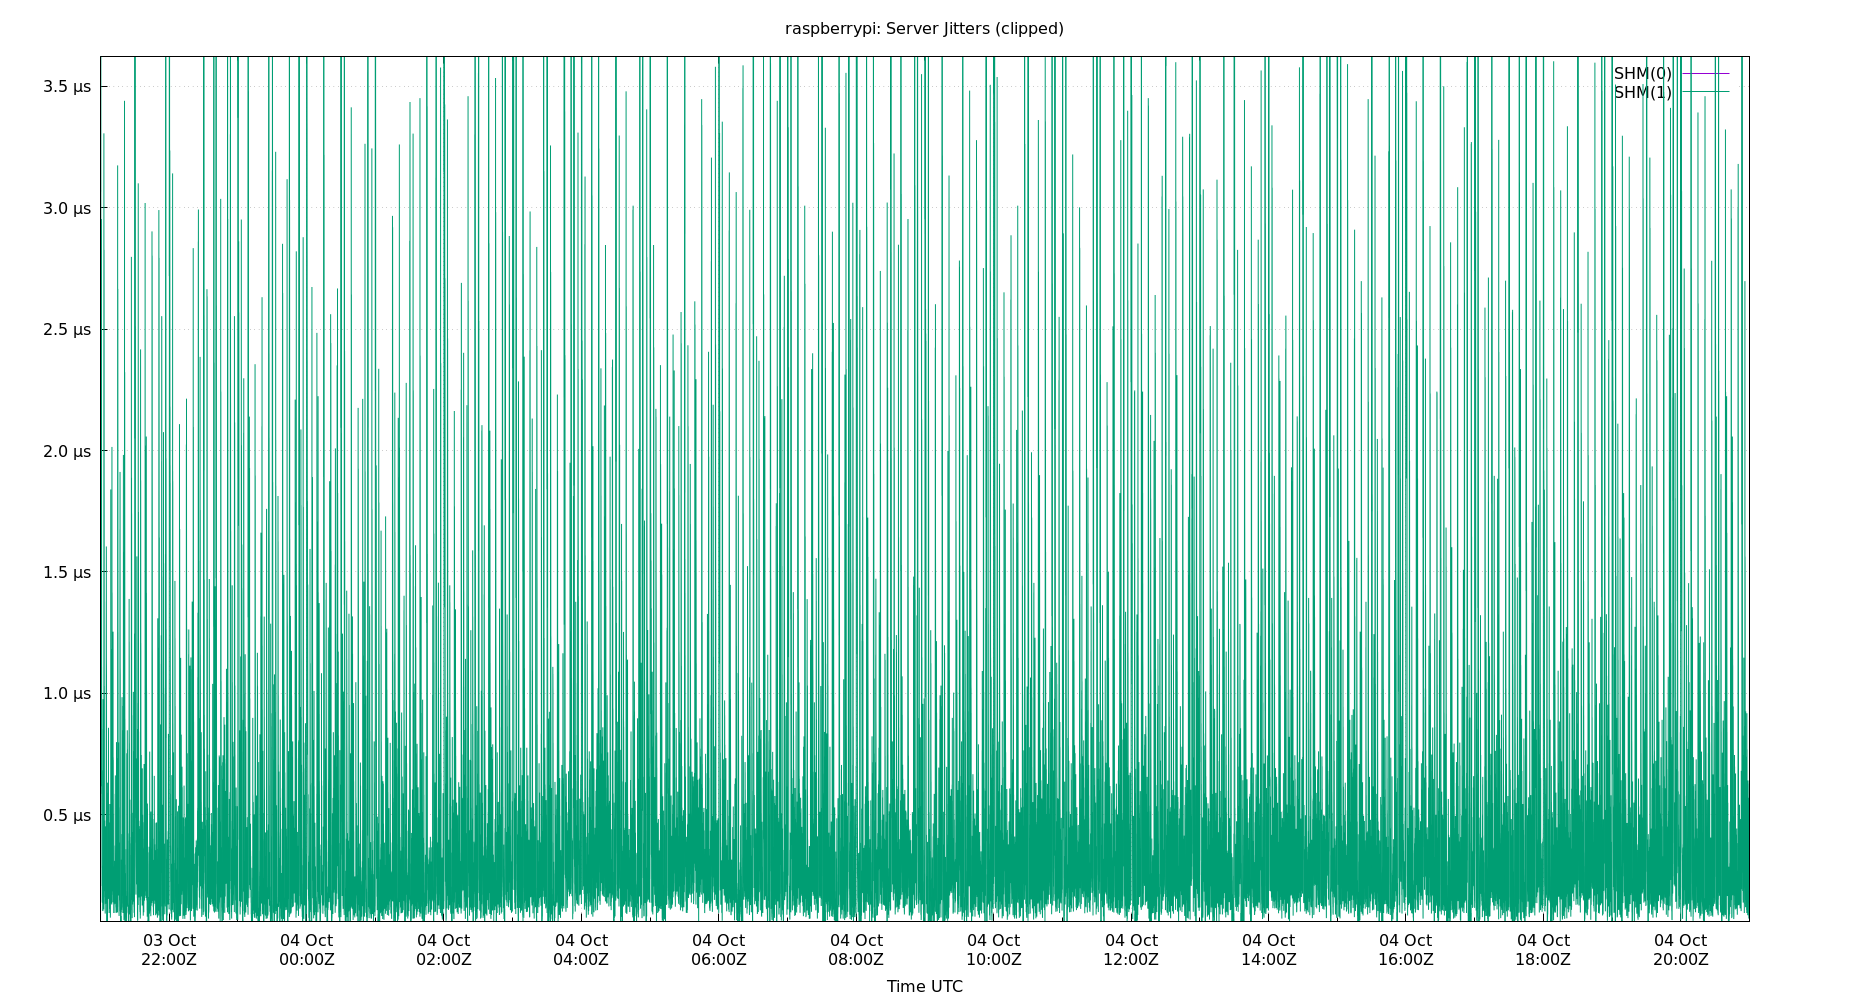 raspberrypi: Server Jitters (clipped)
SHM(0)
SHM(1)
3.5 µs
3.0 µs
2.5 µs
2.0 µs
1.5 µs
1.0 µs
0.5 µs
03 Oct 04 Oct 04 Oct 04 Oct 04 Oct 04 Oct 04 Oct 04 Oct 04 Oct 04 Oct 04 Oct 04 Oct
22:00Z 00:00Z 02:00Z 04:00Z 06:00Z 08:00Z 10:00Z 12:00Z 14:00Z 16:00Z 18:00Z 20:00Z
Time UTC